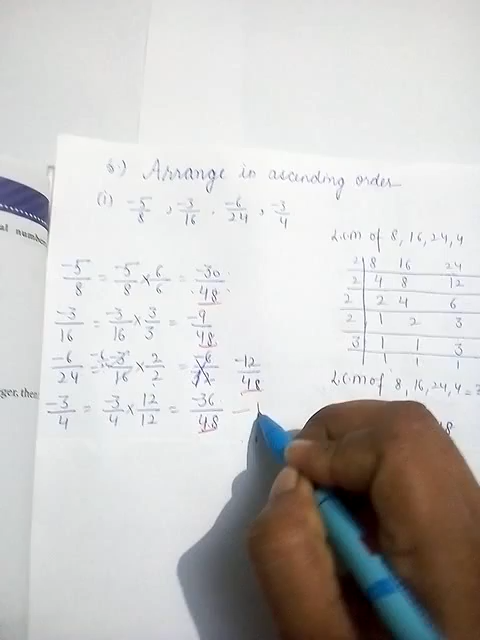 6.) Arrange in ascending order
(i) -5/8 , -3/16 , -6/24 , -3/4
-5/8 = -5/8 × 6/6 = -30/48
-3/16 = -3/16 × 3/3 = -9/48
-6/24 = × 2/2 = -12/48
-3/4 = -3/4 × 12/12 = -36/48
L.C.M of 8, 16, 24, 4
2 8 16 24
2 4 8 12
2 2 4 6
2 1 2 3
3 1 1 3
1 1 1
L.C.M of 8, 16, 24, 4 =
al number
ger, then